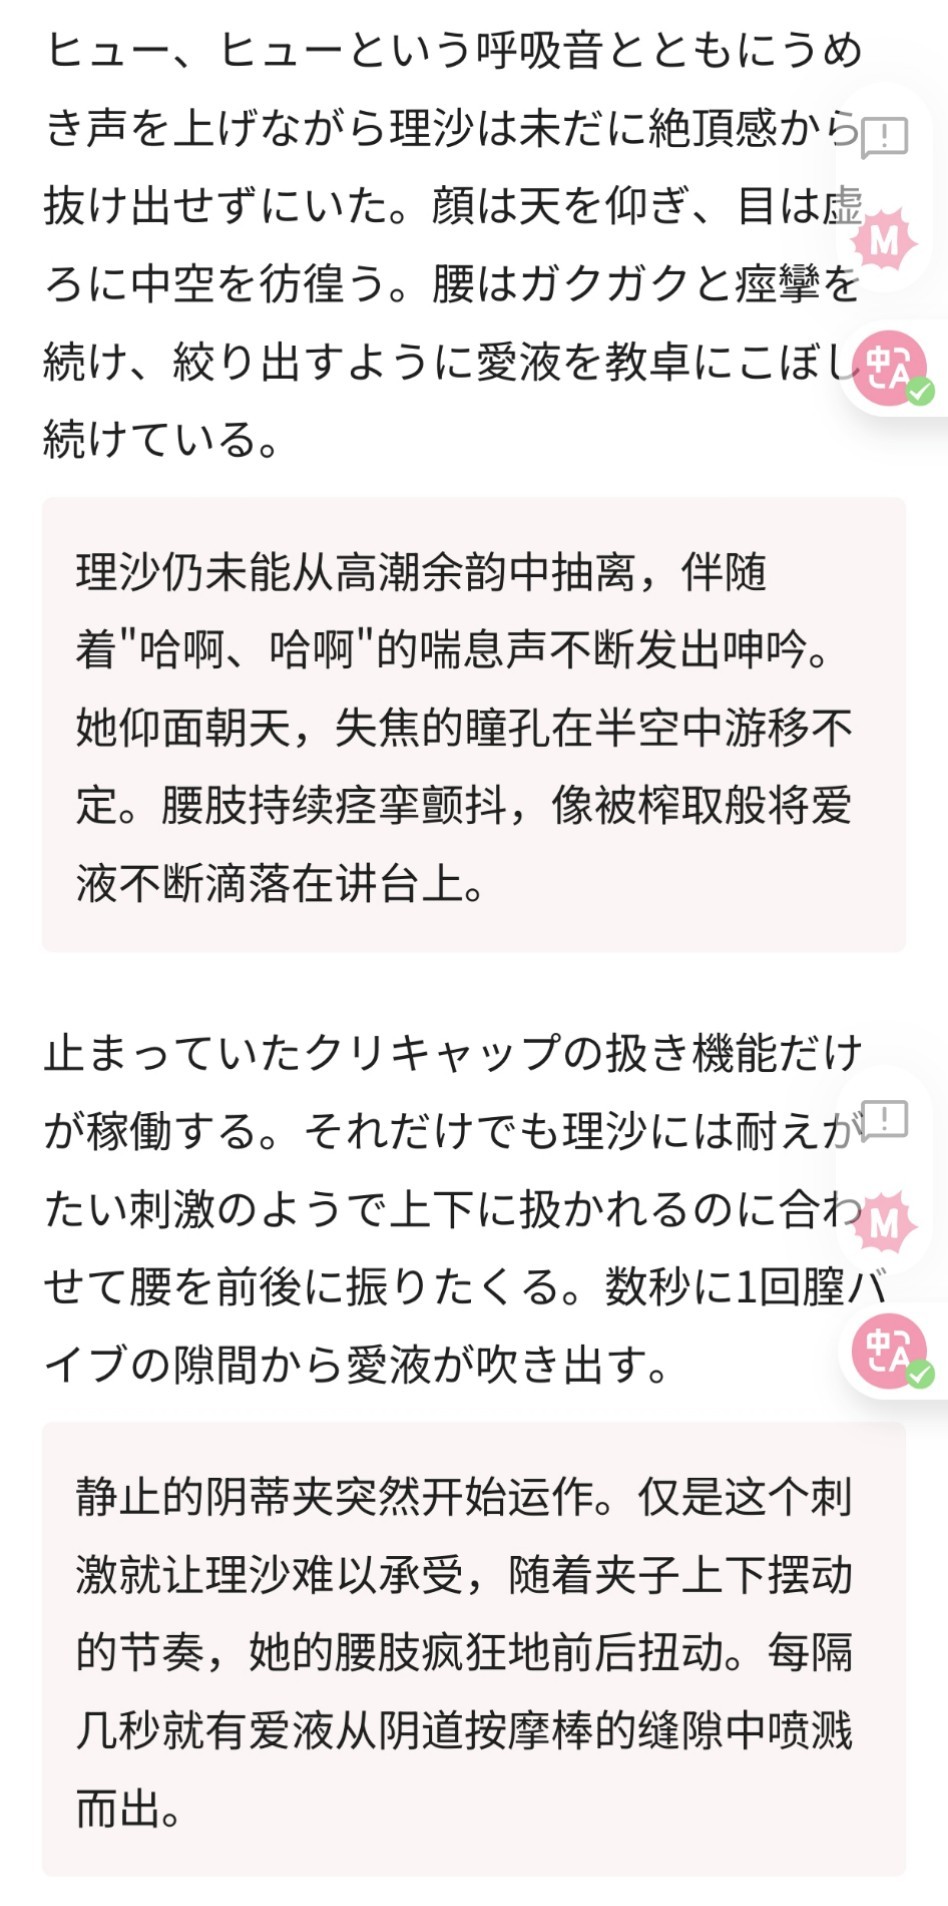 ヒュー、ヒューという呼吸音とともにうめ
き声を上げながら理沙は未だに絶頂感から
抜け出せずにいた。顔は天を仰ぎ、目は虚
ろに中空を彷徨う。腰はガクガクと痙攣を
続け、絞り出すように愛液を教卓にこぼし
続けている。
理沙仍未能从高潮余韵中抽离，伴随
着"哈啊、哈啊"的喘息声不断发出呻吟。
她仰面朝天，失焦的瞳孔在半空中游移不
定。腰肢持续痉挛颤抖，像被榨取般将爱
液不断滴落在讲台上。
止まっていたクリキャップの扱き機能だけ
が稼働する。それだけでも理沙には耐えが
たい刺激のようで上下に扱かれるのに合わ
せて腰を前後に振りたくる。数秒に1回膣バ
イブの隙間から愛液が吹き出す。
静止的阴蒂夹突然开始运作。仅是这个刺
激就让理沙难以承受，随着夹子上下摆动
的节奏，她的腰肢疯狂地前后扭动。每隔
几秒就有爱液从阴道按摩棒的缝隙中喷溅
而出。
M
中A
M
中A